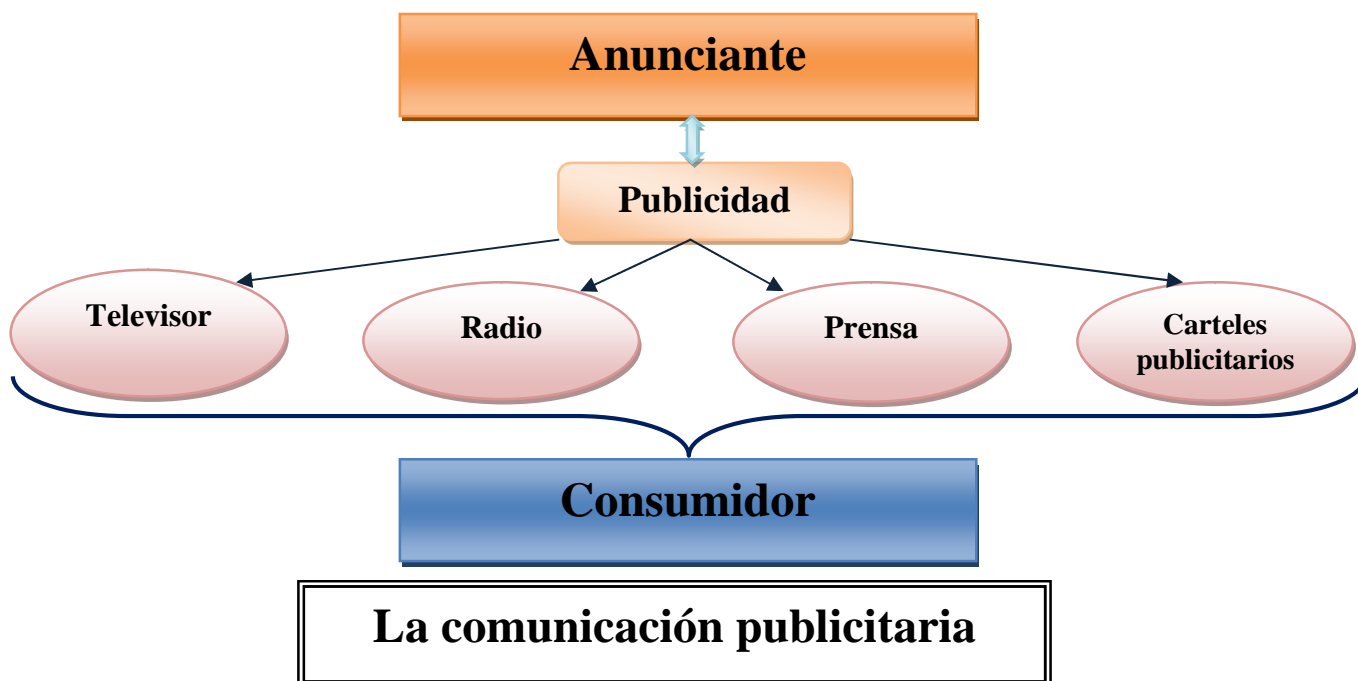 Anunciante
Publicidad
Televisor
Radio
Prensa
Carteles
publicitarios
Consumidor
La comunicación publicitaria